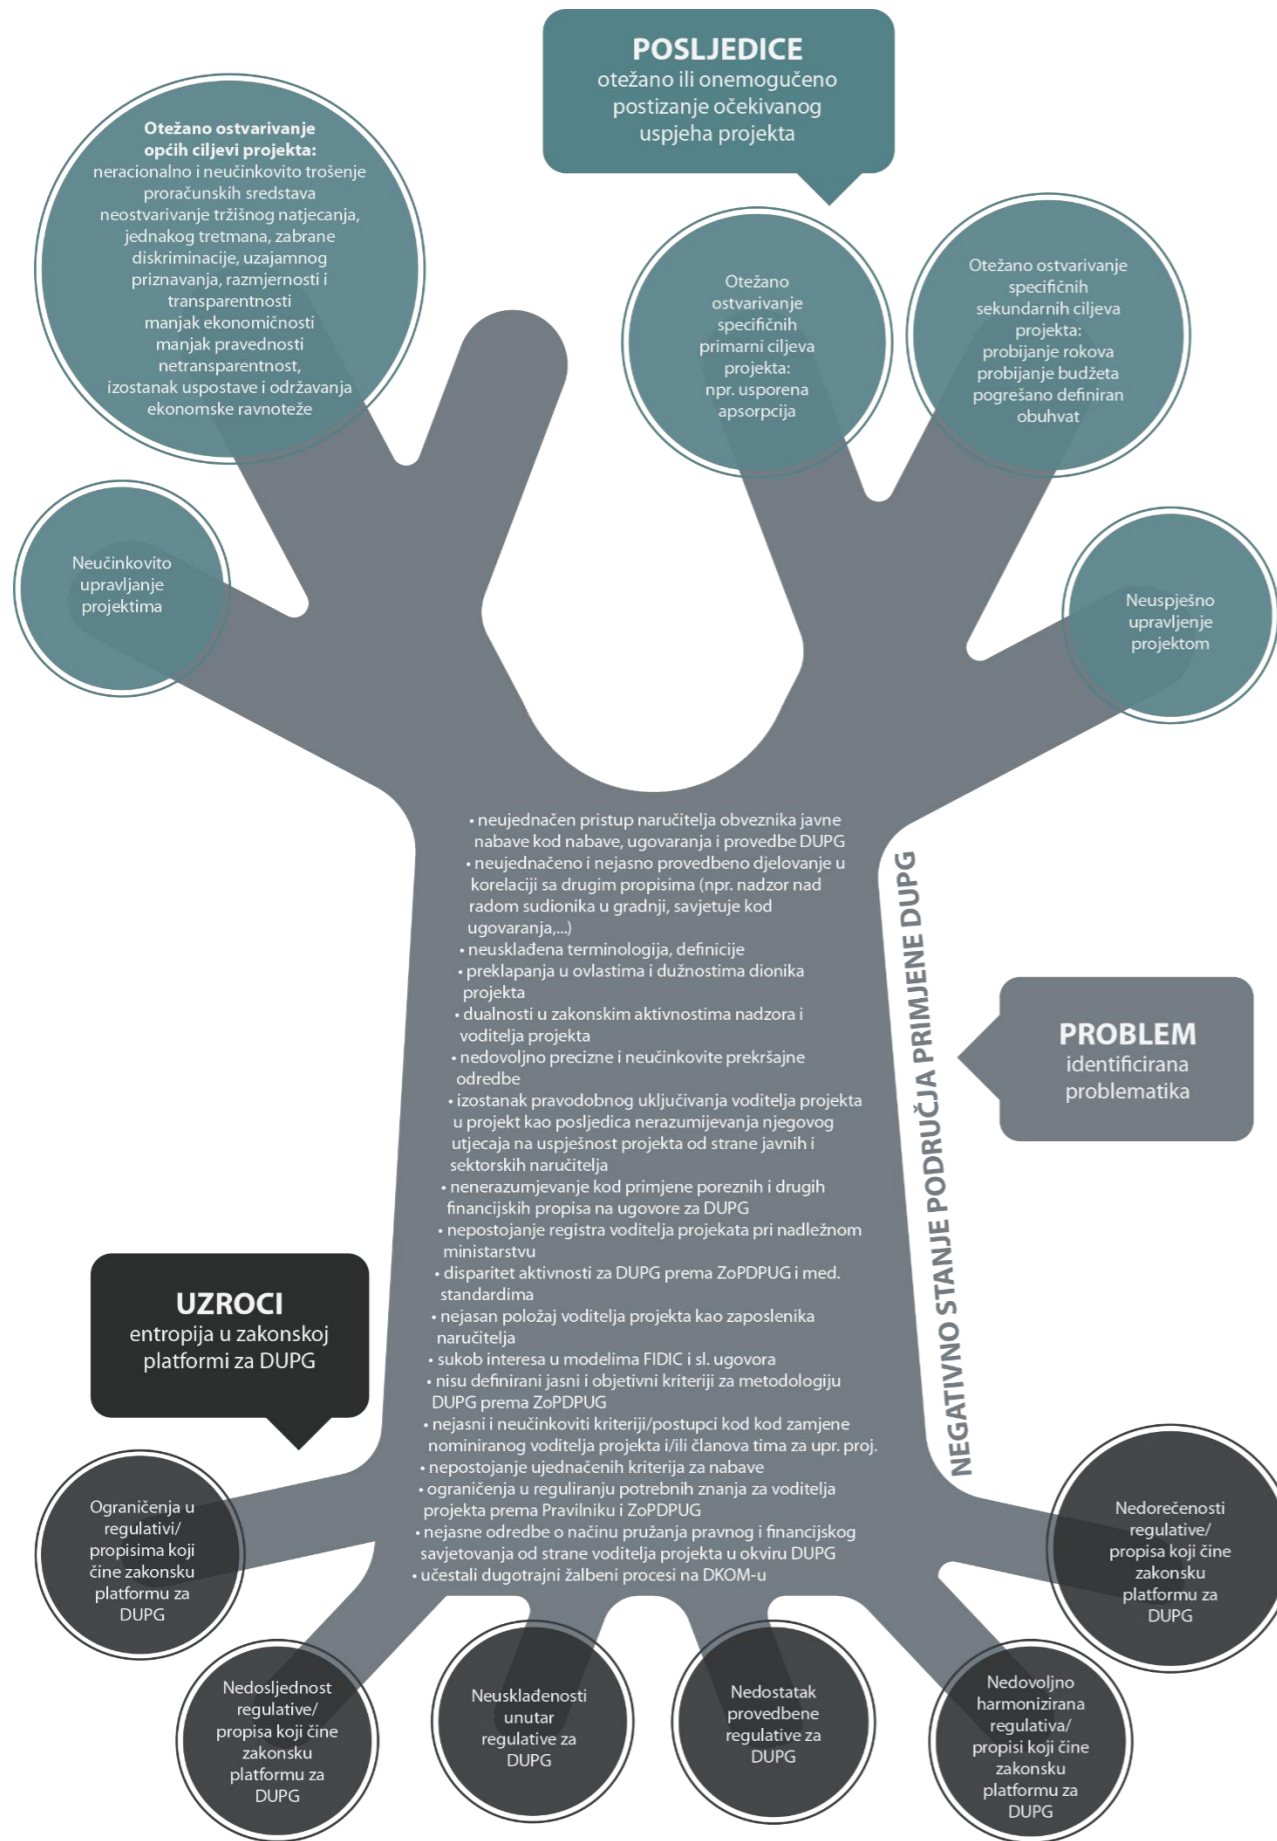 POSLJEDICE
otežano ili onemogućeno
postizanje očekivanog
uspjeha projekta
Otežano ostvarivanje
općih ciljevi projekta:
neracionalno i neučinkovito trošenje
proračunskih sredstava
neostvarivanje tržišnog natjecanja,
jednakog tretmana, zabrane
diskriminacije, uzajamnog
priznavanja, razmjernosti i
transparentnosti
manjak ekonomičnosti
manjak pravednosti
netransparentnost,
izostanak uspostave i održavanja
ekonomske ravnoteže
Otežano
ostvarivanje
specifičnih
primarni ciljeva
projekta:
npr. usporena
apsorpcija
Otežano ostvarivanje
specifičnih
sekundarnih ciljeva
projekta:
probijanje rokova
probijanje budžeta
pogrešano definiran
obuhvat
Neučinkovito
upravljanje
projektima
Neuspješno
upravljenje
projektom
• neujednačen pristup naručitelja obveznika javne
nabave kod nabave, ugovaranja i provedbe DUPG
• neujednačeno i nejasno provedbeno djelovanje u
korelaciji sa drugim propisima (npr. nadzor nad
radom sudionika u gradnji, savjetuje kod
ugovaranja,...)
• neusklađena terminologija, definicije
• preklapanja u ovlastima i dužnostima dionika
projekta
• dualnosti u zakonskim aktivnostima nadzora i
voditelja projekta
• nedovoljno precizne i neučinkovite prekršajne
odredbe
• izostanak pravodobnog uključivanja voditelja projekta
u projekt kao posljedica nerazumijevanja njegovog
utjecaja na uspješnost projekta od strane javnih i
sektorskih naručitelja
• nenerazumjevanje kod primjene poreznih i drugih
financijskih propisa na ugovore za DUPG
• nepostojanje registra voditelja projekata pri nadležnom
ministarstvu
• disparitet aktivnosti za DUPG prema ZoPDPUG i med.
standardima
• nejasan položaj voditelja projekta kao zaposlenika
naručitelja
• sukob interesa u modelima FIDIC i sl. ugovora
• nisu definirani jasni i objetivni kriteriji za metodologiju
DUPG prema ZoPDPUG
• nejasni i neučinkoviti kriteriji/postupci kod kod zamjene
nominiranog voditelja projekta i/ili članova tima za upr. proj.
• nepostojanje ujednačenih kriterija za nabave
• ograničenja u reguliranju potrebnih znanja za voditelja
projekta prema Pravilniku i ZoPDPUG
• nejasne odredbe o načinu pružanja pravnog i financijskog
savjetovanja od strane voditelja projekta u okviru DUPG
• učestali dugotrajni žalbeni procesi na DKOM-u
NEGATIVNO STANJE PODRUČJA PRIMJENE DUPG
PROBLEM
identificirana
problematika
UZROCI
entropija u zakonskoj
platformi za DUPG
Ograničenja u
regulativi/
propisima koji
čine zakonsku
platformu za
DUPG
Nedosljednost
regulative/
propisa koji čine
zakonsku
platformu za
DUPG
Neusklađenosti
unutar
regulative za
DUPG
Nedostatak
provedbene
regulative za
DUPG
Nedovoljno
harmonizirana
regulativa/
propisi koji čine
zakonsku
platformu za
DUPG
Nedorečenosti
regulative/
propisa koji čine
zakonsku
platformu za
DUPG